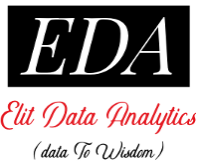 EDA
Elit Data Analytics
(data To Wisdom)